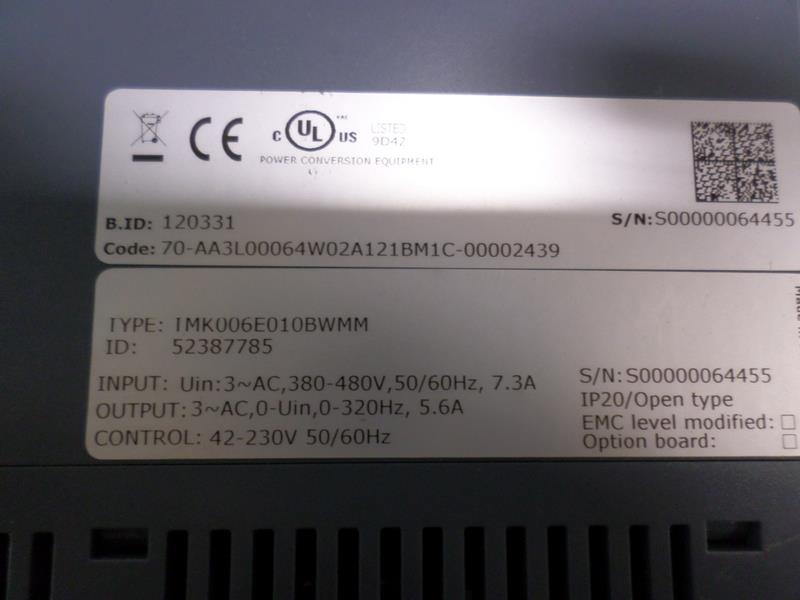 CE
c UL US LISTED
9D42
POWER CONVERSION EQUIPMENT
B.ID: 120331
S/N:S00000064455
Code: 70-AA3L00064W02A121BM1C-00002439
TYPE: TMK006E010BWMM
ID: 52387785
INPUT: Uin:3~AC,380-480V,50/60Hz, 7.3A
OUTPUT: 3~AC,0-Uin,0-320Hz, 5.6A
CONTROL: 42-230V 50/60Hz
S/N:S00000064455
IP20/Open type
EMC level modified:
Option board: